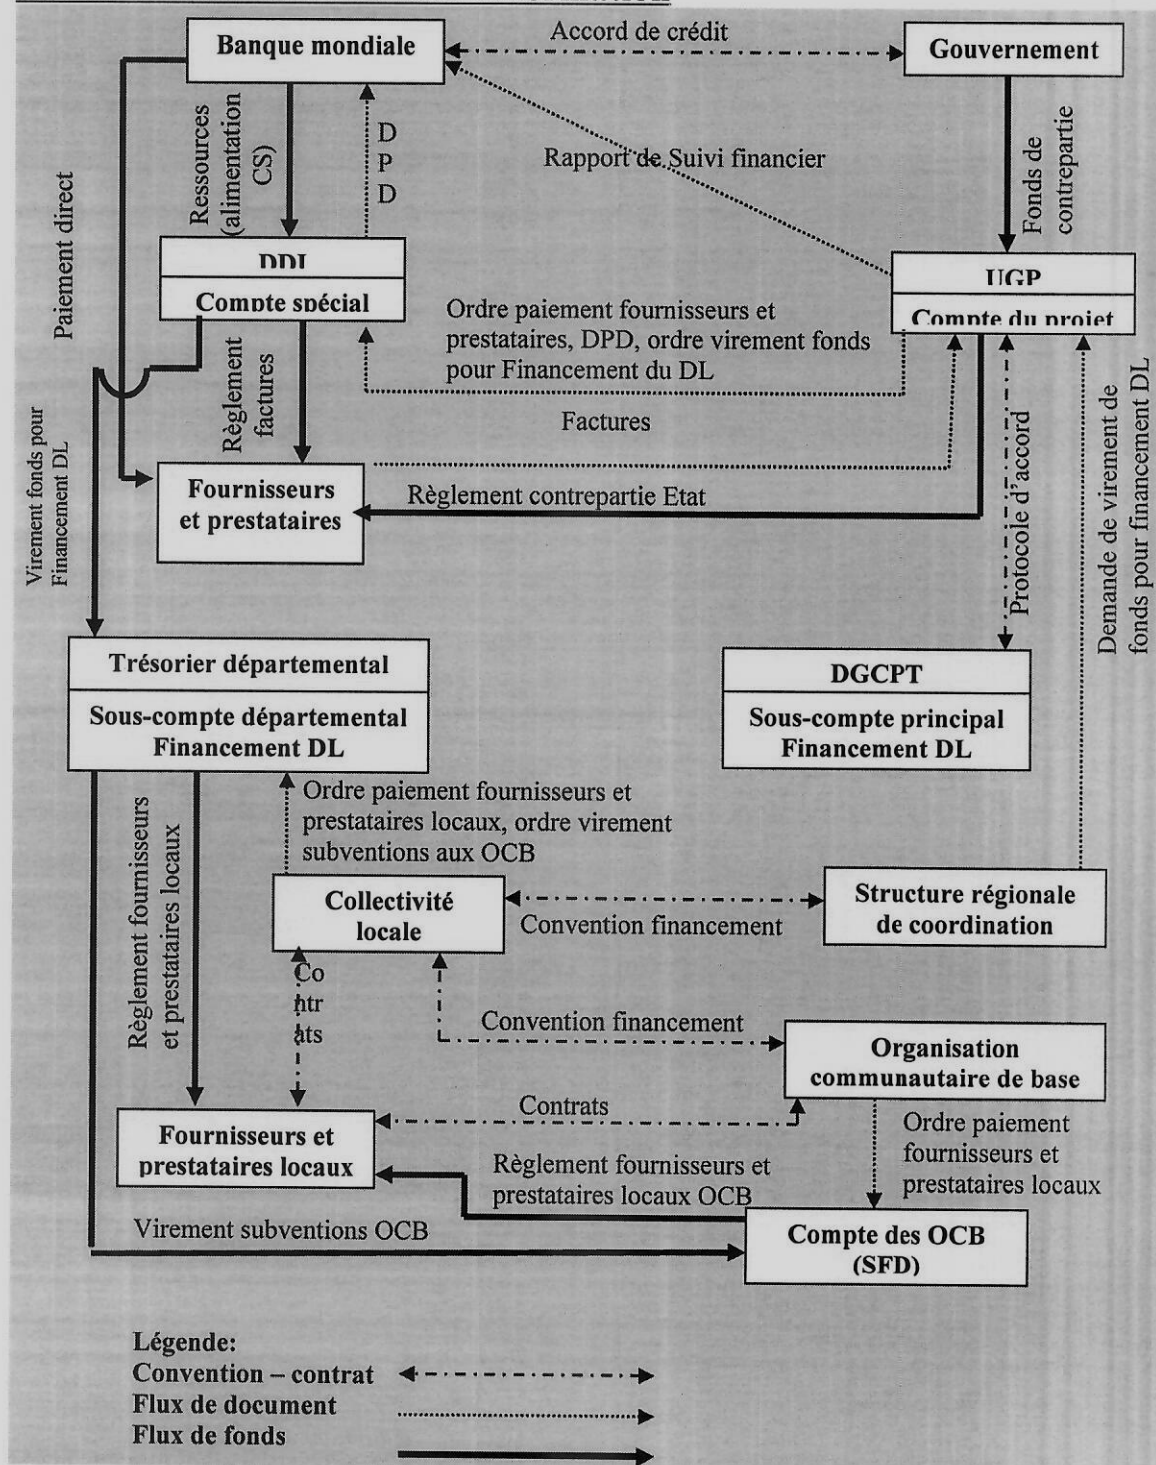 Banque mondiale
Accord de crédit
Gouvernement
Paiement direct
Ressources
(alimentation
CS)
D
P
D
Rapport de Suivi financier
Fonds de
contrepartie
Compte spécial
UGP
Compte du projet
Ordre paiement fournisseurs et
prestataires, DPD, ordre virement fonds
pour Financement du DL
Règlement
factures
Factures
Virement fonds pour
Financement DL
Fournisseurs
et prestataires
Règlement contrepartie Etat
Protocole d'accord
Demande de virement de
fonds pour financement DL
Trésorier départemental
Sous-compte départemental
Financement DL
DGCPT
Sous-compte principal
Financement DL
Ordre paiement fournisseurs et
prestataires locaux, ordre virement
subventions aux OCB
Règlement fournisseurs
et prestataires locaux
Collectivité
locale
Convention financement
Structure régionale
de coordination
Co
ntr
ats
Convention financement
Organisation
communautaire de base
Contrats
Fournisseurs et
prestataires locaux
Ordre paiement
fournisseurs et
prestataires locaux
Règlement fournisseurs et
prestataires locaux OCB
Virement subventions OCB
Compte des OCB
(SFD)
Légende:
Convention – contrat
Flux de document
Flux de fonds